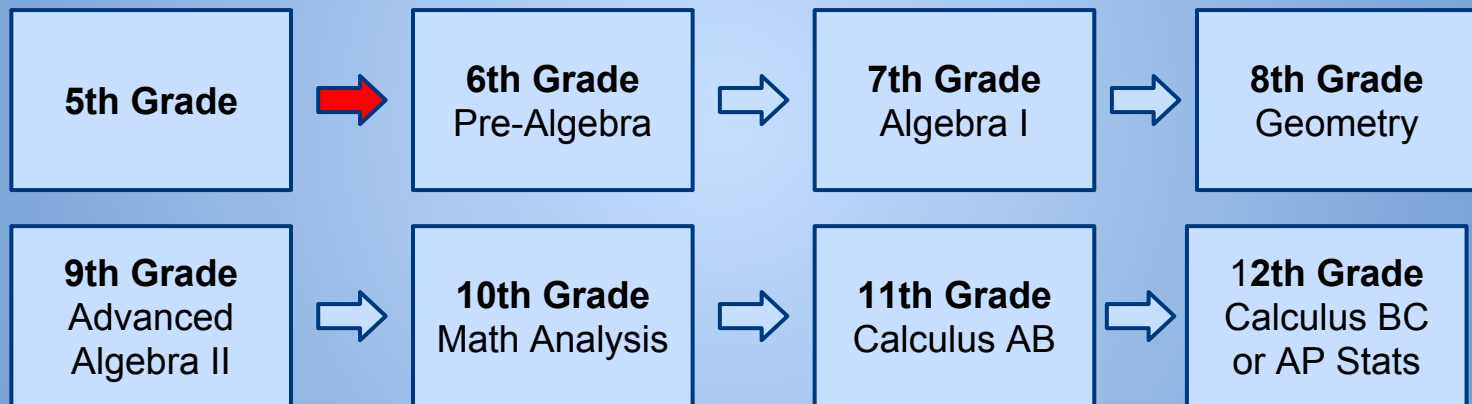 5th Grade
6th Grade
Pre-Algebra
7th Grade
Algebra I
8th Grade
Geometry
9th Grade
Advanced
Algebra II
10th Grade
Math Analysis
11th Grade
Calculus AB
12th Grade
Calculus BC
or AP Stats